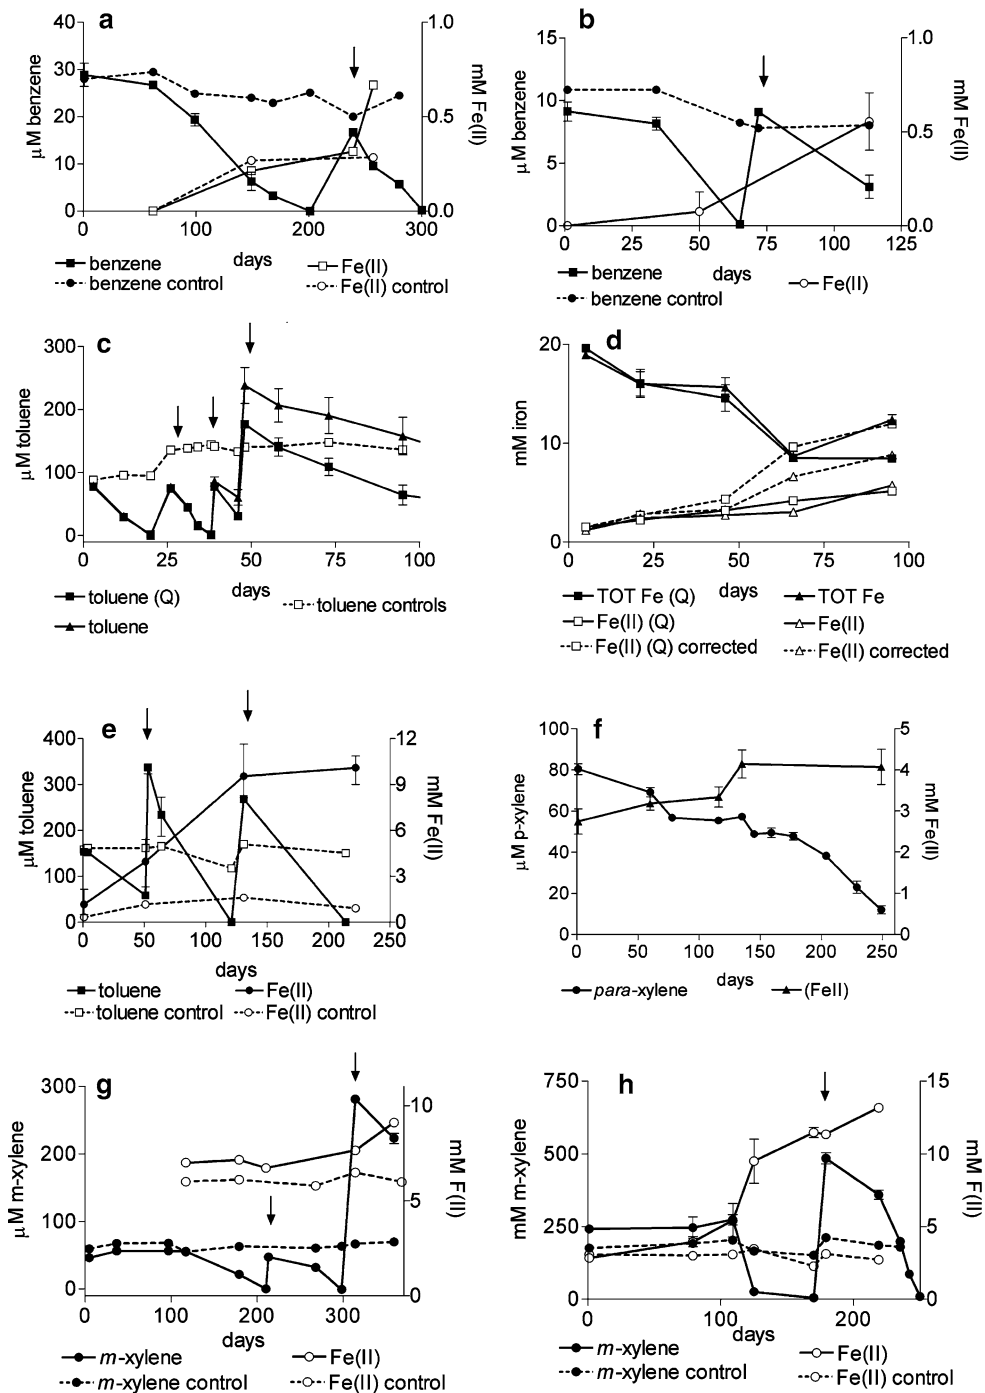 a
40
30
20
10
0
µM benzene
1.0
0.5
0.0
mM Fe(II)
0 100 200 300
days
benzene
Fe(II)
benzene control
Fe(II) control
b
15
10
5
0
µM benzene
1.0
0.5
0.0
mM Fe(II)
0 25 50 75 100 125
days
benzene
Fe(II)
benzene control
c
300
200
100
0
µM toluene
0 25 50 75 100
days
toluene (Q)
toluene controls
toluene
d
20
10
0
mM iron
0 25 50 75 100
days
TOT Fe (Q)
TOT Fe
Fe(II) (Q)
Fe(II)
Fe(II) (Q) corrected
Fe(II) corrected
e
400
300
200
100
0
µM toluene
12
9
6
3
0
mM Fe(II)
0 50 100 150 200 250
days
toluene
Fe(II)
toluene control
Fe(II) control
f
100
80
60
40
20
0
µM p-xylene
5
4
3
2
1
0
mM Fe(II)
0 50 100 150 200 250
days
para-xylene
(FeII)
g
300
200
100
0
µM m-xylene
10
5
0
mM F(II)
0 100 200 300
days
m-xylene
Fe(II)
m-xylene control
Fe(II) control
h
750
500
250
0
mM m-xylene
15
10
5
0
mM F(II)
0 100 200
days
m-xylene
Fe(II)
m-xylene control
Fe(II) control